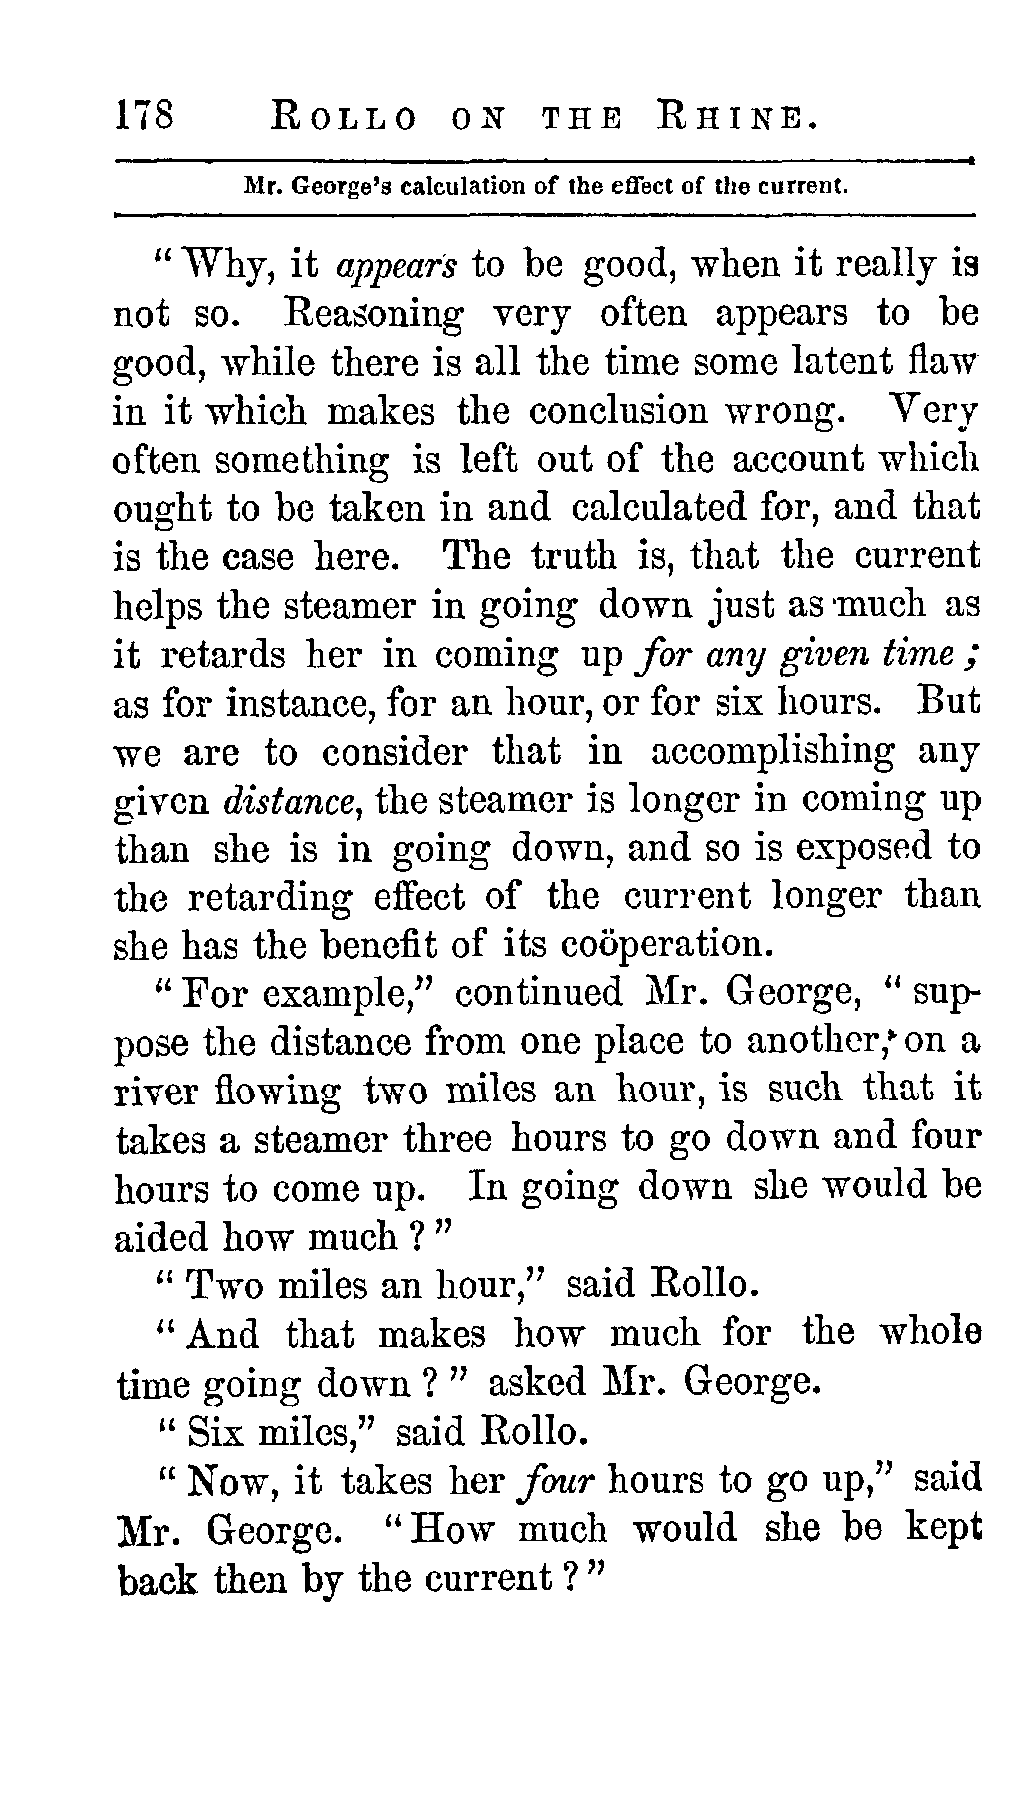 178 ROLLO ON THE RHINE.
Mr. George's calculation of the effect of the current.
"Why, it appears to be good, when it really is
not so. Reasoning very often appears to be
good, while there is all the time some latent flaw
in it which makes the conclusion wrong. Very
often something is left out of the account which
ought to be taken in and calculated for, and that
is the case here. The truth is, that the current
helps the steamer in going down just as much as
it retards her in coming up for any given time;
as for instance, for an hour, or for six hours. But
we are to consider that in accomplishing any
given distance, the steamer is longer in coming up
than she is in going down, and so is exposed to
the retarding effect of the current longer than
she has the benefit of its coöperation.
"For example," continued Mr. George, "sup-
pose the distance from one place to another, on a
river flowing two miles an hour, is such that it
takes a steamer three hours to go down and four
hours to come up. In going down she would be
aided how much?"
"Two miles an hour," said Rollo.
"And that makes how much for the whole
time going down?" asked Mr. George.
"Six miles," said Rollo.
"Now, it takes her four hours to go up," said
Mr. George. "How much would she be kept
back then by the current?"